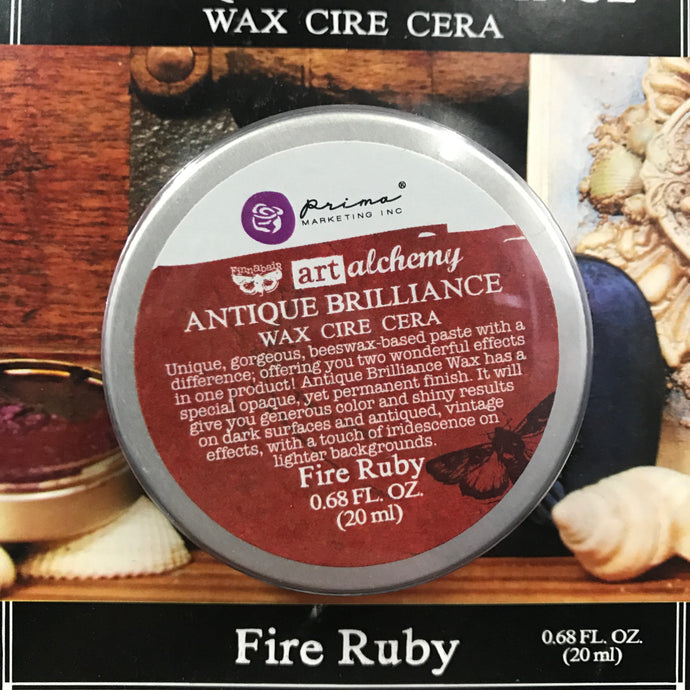 WAX CIRE CERA
prima®
MARKETING INC
Finnabair
art alchemy
ANTIQUE BRILLIANCE
WAX CIRE CERA
Unique, gorgeous, beeswax-based paste with a
difference; offering you two wonderful effects
in one product! Antique Brilliance Wax has a
special opaque, yet permanent finish. It will
give you generous color and shiny results
on dark surfaces and antiqued, vintage
effects, with a touch of iridescence on
lighter backgrounds.
Fire Ruby
0.68 FL. OZ.
(20 ml)
Fire Ruby
0.68 FL. OZ.
(20 ml)